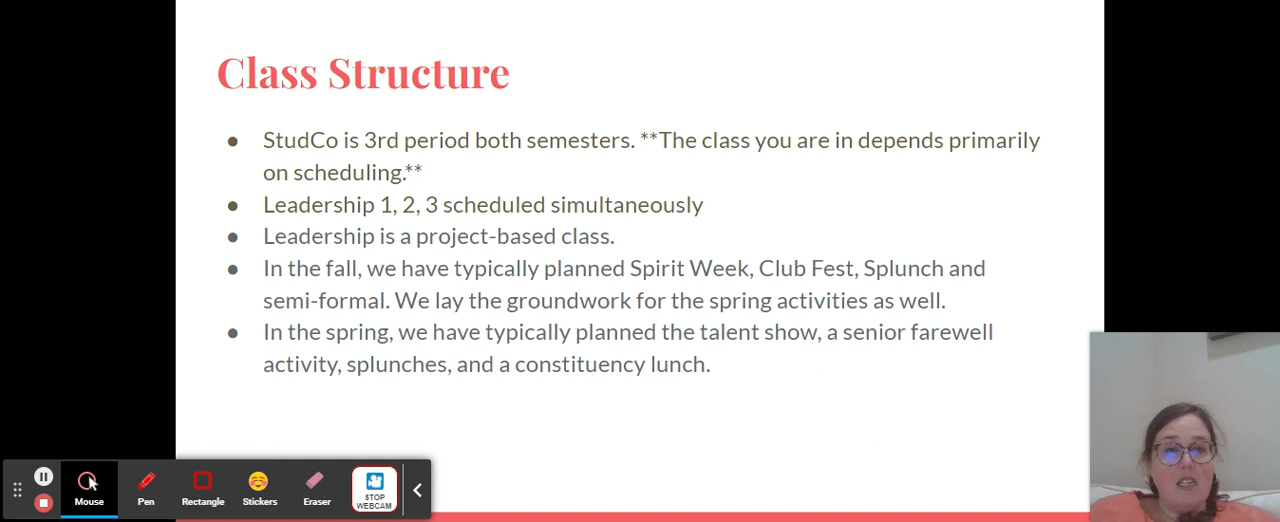 Class Structure
● StudCo is 3rd period both semesters. **The class you are in depends primarily
on scheduling.**
● Leadership 1, 2, 3 scheduled simultaneously
● Leadership is a project-based class.
● In the fall, we have typically planned Spirit Week, Club Fest, Splunch and
semi-formal. We lay the groundwork for the spring activities as well.
● In the spring, we have typically planned the talent show, a senior farewell
activity, splunches, and a constituency lunch.
Mouse
Pen
Rectangle
Stickers
Eraser
STOP
WEBCAM